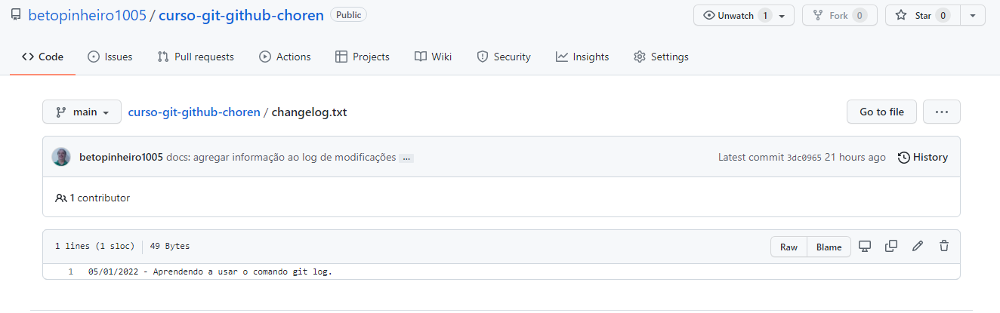 betopinheiro1005 / curso-git-github-choren Public Unwatch 1 Fork 0 Star 0
Code Issues Pull requests Actions Projects Wiki Security Insights Settings
main curso-git-github-choren / changelog.txt Go to file ...
betopinheiro1005 docs: agregar informação ao log de modificações ... Latest commit 3dc0965 21 hours ago History
1 contributor
1 lines (1 sloc) 49 Bytes Raw Blame
1 05/01/2022 - Aprendendo a usar o comando git log.